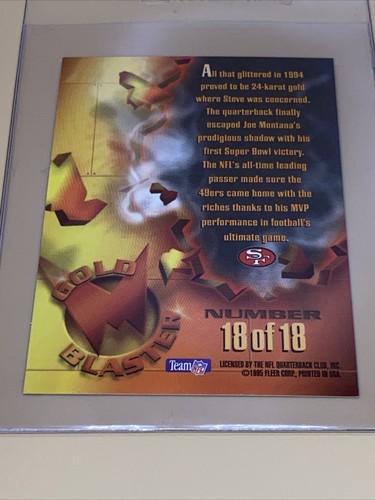 All that glittered in 1994
proved to be 24-karat gold
where Steve was concerned.
The quarterback finally
escaped Joe Montana's
prodigious shadow with his
first Super Bowl victory.
The NFL's all-time leading
passer made sure the
49ers came home with the
riches thanks to his MVP
performance in football's
ultimate game.
SF
GOLD
BLASTER
NUMBER
18 of 18
Team NFL
LICENSED BY THE NFL QUARTERBACK CLUB, INC.
©1995 FLEER CORP., PRINTED IN USA.